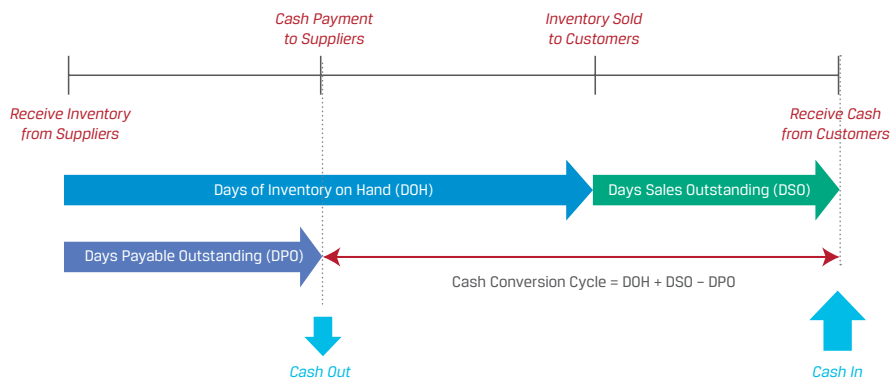 Cash Payment
to Suppliers
Inventory Sold
to Customers
Receive Inventory
from Suppliers
Receive Cash
from Customers
Days of Inventory on Hand (DOH)
Days Sales Outstanding (DSO)
Days Payable Outstanding (DPO)
Cash Conversion Cycle = DOH + DSO – DPO
Cash Out
Cash In